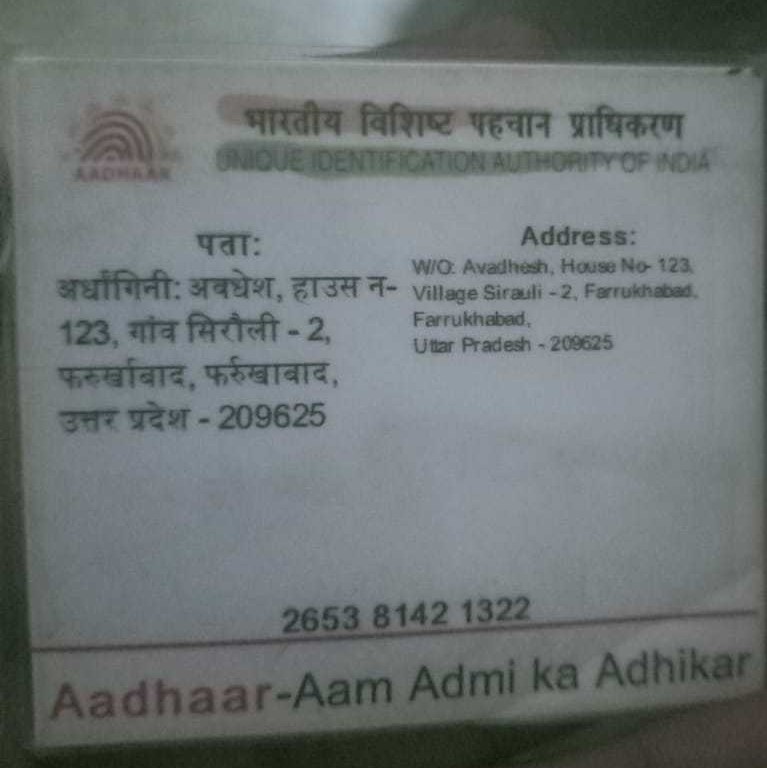 भारतीय विशिष्ट पहचान प्राधिकरण
AADHAAR
UNIQUE IDENTIFICATION AUTHORITY OF INDIA
पता:
अर्धांगिनी: अवधेश, हाउस न-
123, गांव सिरौली - 2,
फरुर्खाबाद, फर्रुखाबाद,
उत्तर प्रदेश - 209625
Address:
W/O: Avadhesh, House No- 123,
Village Sirauli - 2, Farrukhabad,
Farrukhabad,
Uttar Pradesh - 209625
2653 8142 1322
Aadhaar-Aam Admi ka Adhikar